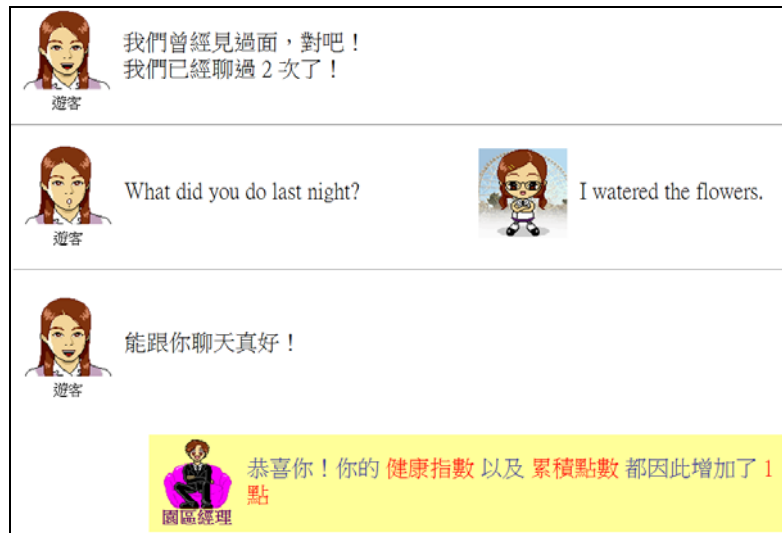 我們曾經見過面，對吧！
我們已經聊過 2 次了！
遊客
What did you do last night?
I watered the flowers.
遊客
能跟你聊天真好！
遊客
恭喜你！你的 健康指數 以及 累積點數 都因此增加了 1
點
園區經理